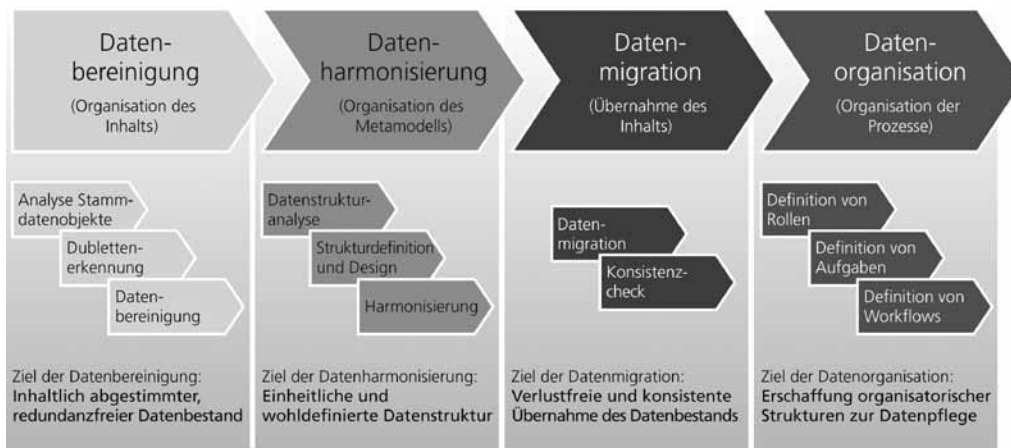 Daten-
bereinigung
(Organisation des
Inhalts)
Analyse Stamm-
datenobjekte
Dubletten-
erkennung
Daten-
bereinigung
Ziel der Datenbereinigung:
Inhaltlich abgestimmter,
redundanzfreier Datenbestand
Daten-
harmonisierung
(Organisation des
Metamodells)
Datenstruktur-
analyse
Strukturdefinition
und Design
Harmonisierung
Ziel der Datenharmonisierung:
Einheitliche und
wohldefinierte Datenstruktur
Daten-
migration
(Übernahme des
Inhalts)
Daten-
migration
Konsistenz-
check
Ziel der Datenmigration:
Verlustfreie und konsistente
Übernahme des Datenbestands
Daten-
organisation
(Organisation der
Prozesse)
Definition von
Rollen
Definition von
Aufgaben
Definition von
Workflows
Ziel der Datenorganisation:
Erschaffung organisatorischer
Strukturen zur Datenpflege